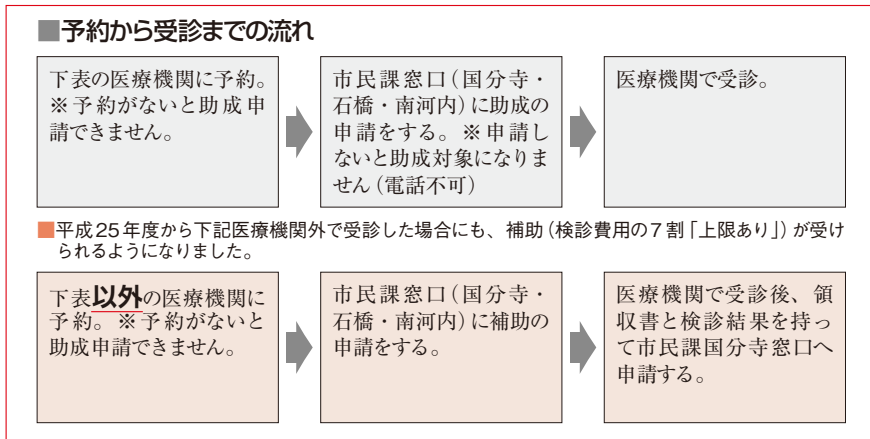 ■予約から受診までの流れ
下表の医療機関に予約。
※予約がないと助成申
請できません。
市民課窓口(国分寺・
石橋・南河内)に助成の
申請をする。※申請し
ないと助成対象になりま
せん(電話不可)
医療機関で受診。
■平成25年度から下記医療機関外で受診した場合にも、補助(検診費用の7割「上限あり」)が受け
られるようになりました。
下表以外の医療機関に
予約。※予約がないと
助成申請できません。
市民課窓口(国分寺・
石橋・南河内)に補助の
申請をする。
医療機関で受診後、領
収書と検診結果を持っ
て市民課国分寺窓口へ
申請する。